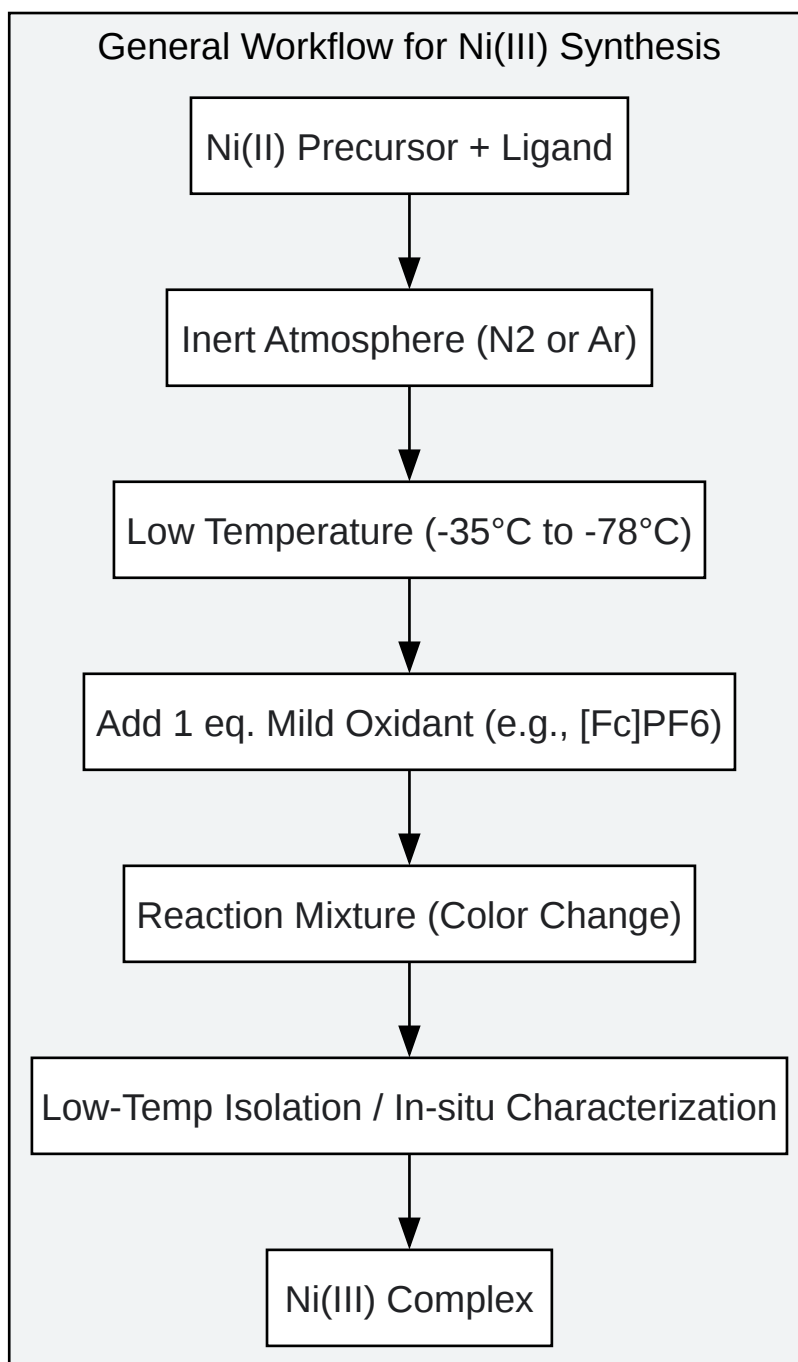 General Workflow for Ni(III) Synthesis
Ni(II) Precursor + Ligand
Inert Atmosphere (N2 or Ar)
Low Temperature (-35°C to -78°C)
Add 1 eq. Mild Oxidant (e.g., [Fc]PF6)
Reaction Mixture (Color Change)
Low-Temp Isolation / In-situ Characterization
Ni(III) Complex